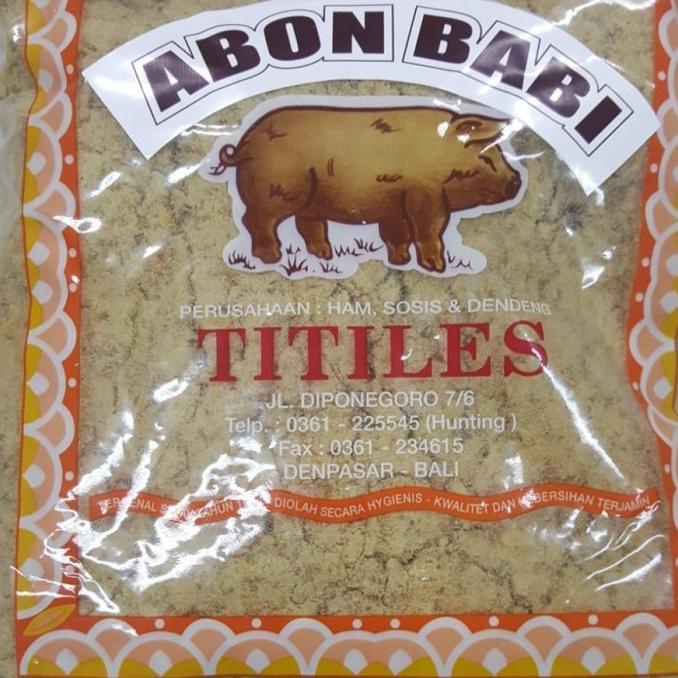 ABON BABI
PERUSAHAAN : HAM, SOSIS & DENDENG
TITILES
JL. DIPONEGORO 7/6
Telp. : 0361 - 225545 (Hunting )
Fax : 0361 - 234615
DENPASAR - BALI
DIOLAH SECARA HYGIENIS - KWALITET DAN KEBERSIHAN TERJAMIN